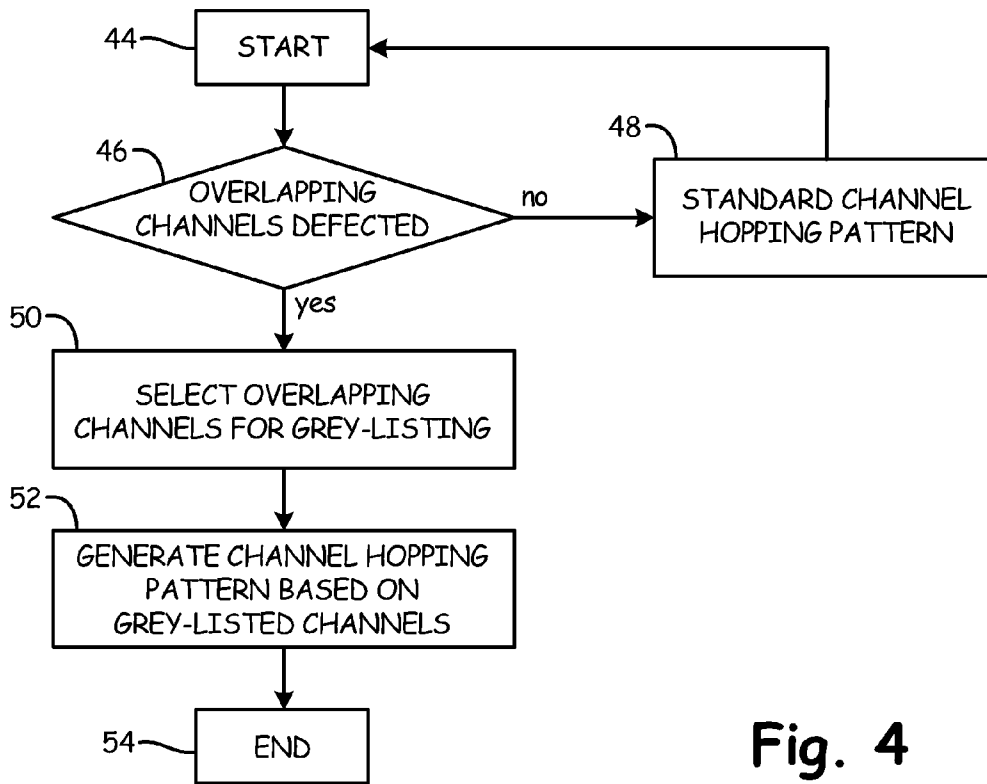 44
START
46
OVERLAPPING
CHANNELS DEFECTED
no
48
STANDARD CHANNEL
HOPPING PATTERN
yes
50
SELECT OVERLAPPING
CHANNELS FOR GREY-LISTING
52
GENERATE CHANNEL HOPPING
PATTERN BASED ON
GREY-LISTED CHANNELS
54
END
Fig. 4